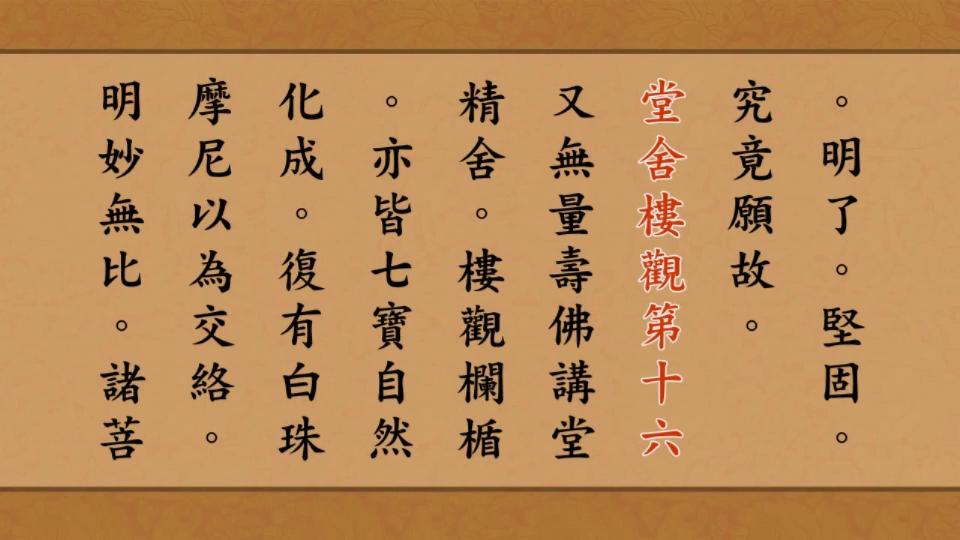 。明了。堅固。
究竟願故。
堂舍樓觀第十六
又無量壽佛講堂
精舍。樓觀欄楯
。亦皆七寶自然
化成。復有白珠
摩尼以為交絡。
明妙無比。諸菩